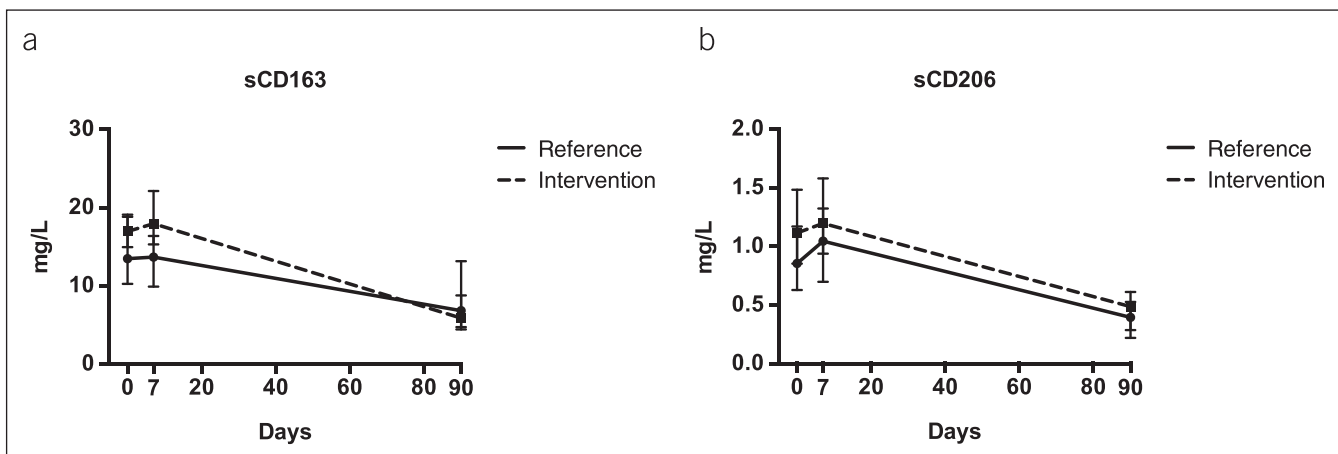 a
sCD163
30
20
10
0
mg/L
0 7 20 40 60 80 90
Days
Reference
Intervention
b
sCD206
2.0
1.5
1.0
0.5
0.0
mg/L
0 7 20 40 60 80 90
Days
Reference
Intervention